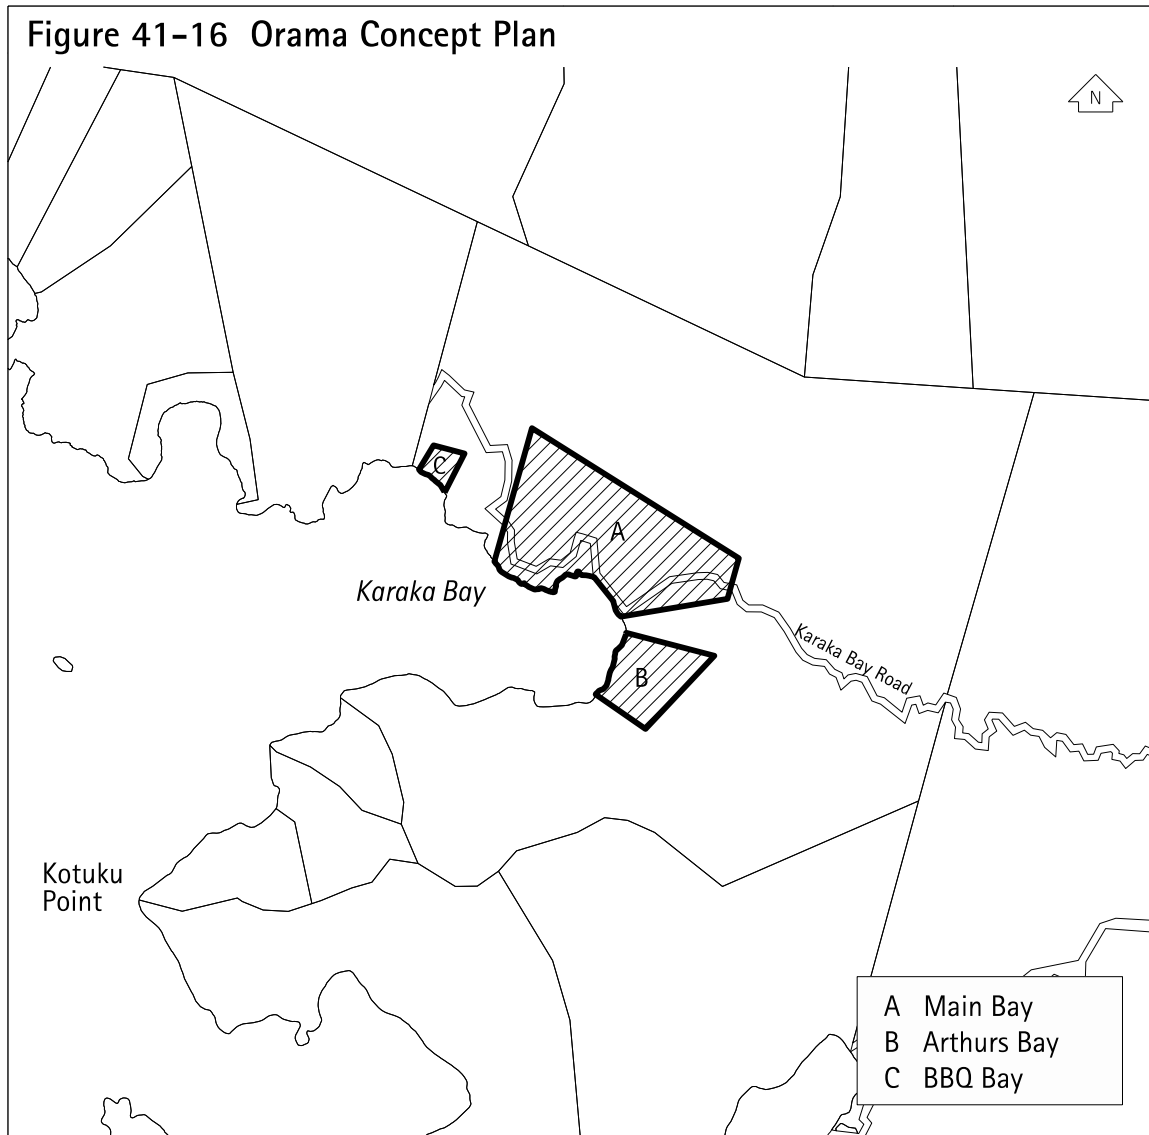 Figure 41-16 Orama Concept Plan
N
C
A
Karaka Bay
Karaka Bay Road
B
Kotuku
Point
A Main Bay
B Arthurs Bay
C BBQ Bay